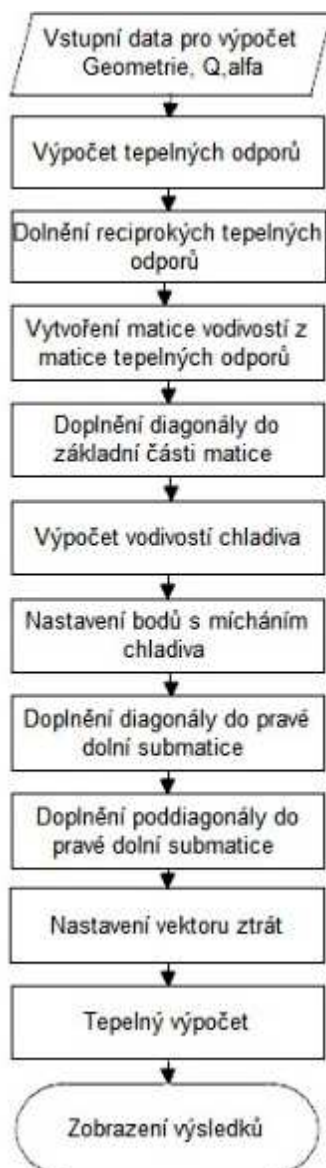 Vstupní data pro výpočet
Geometrie, Q,alfa
Výpočet tepelných odporů
Dolnění reciprokých tepelných
odporů
Vytvoření matice vodivostí z
matice tepelných odporů
Doplnění diagonály do
základní části matice
Výpočet vodivostí chladiva
Nastavení bodů s mícháním
chladiva
Doplnění diagonály do pravé
dolní submatice
Doplnění poddiagonály do
pravé dolní submatice
Nastavení vektoru ztrát
Tepelný výpočet
Zobrazení výsledků